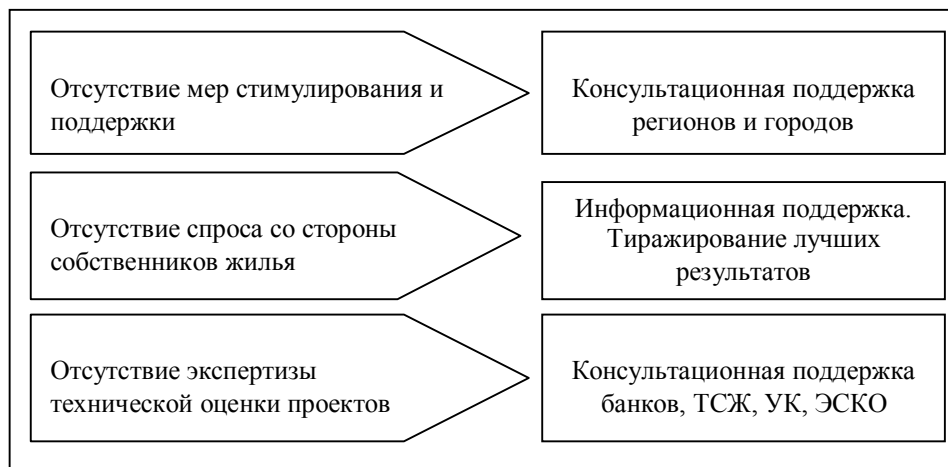 Отсутствие мер стимулирования и
поддержки
Консультационная поддержка
регионов и городов
Отсутствие спроса со стороны
собственников жилья
Информационная поддержка.
Тиражирование лучших
результатов
Отсутствие экспертизы
технической оценки проектов
Консультационная поддержка
банков, ТСЖ, УК, ЭСКО